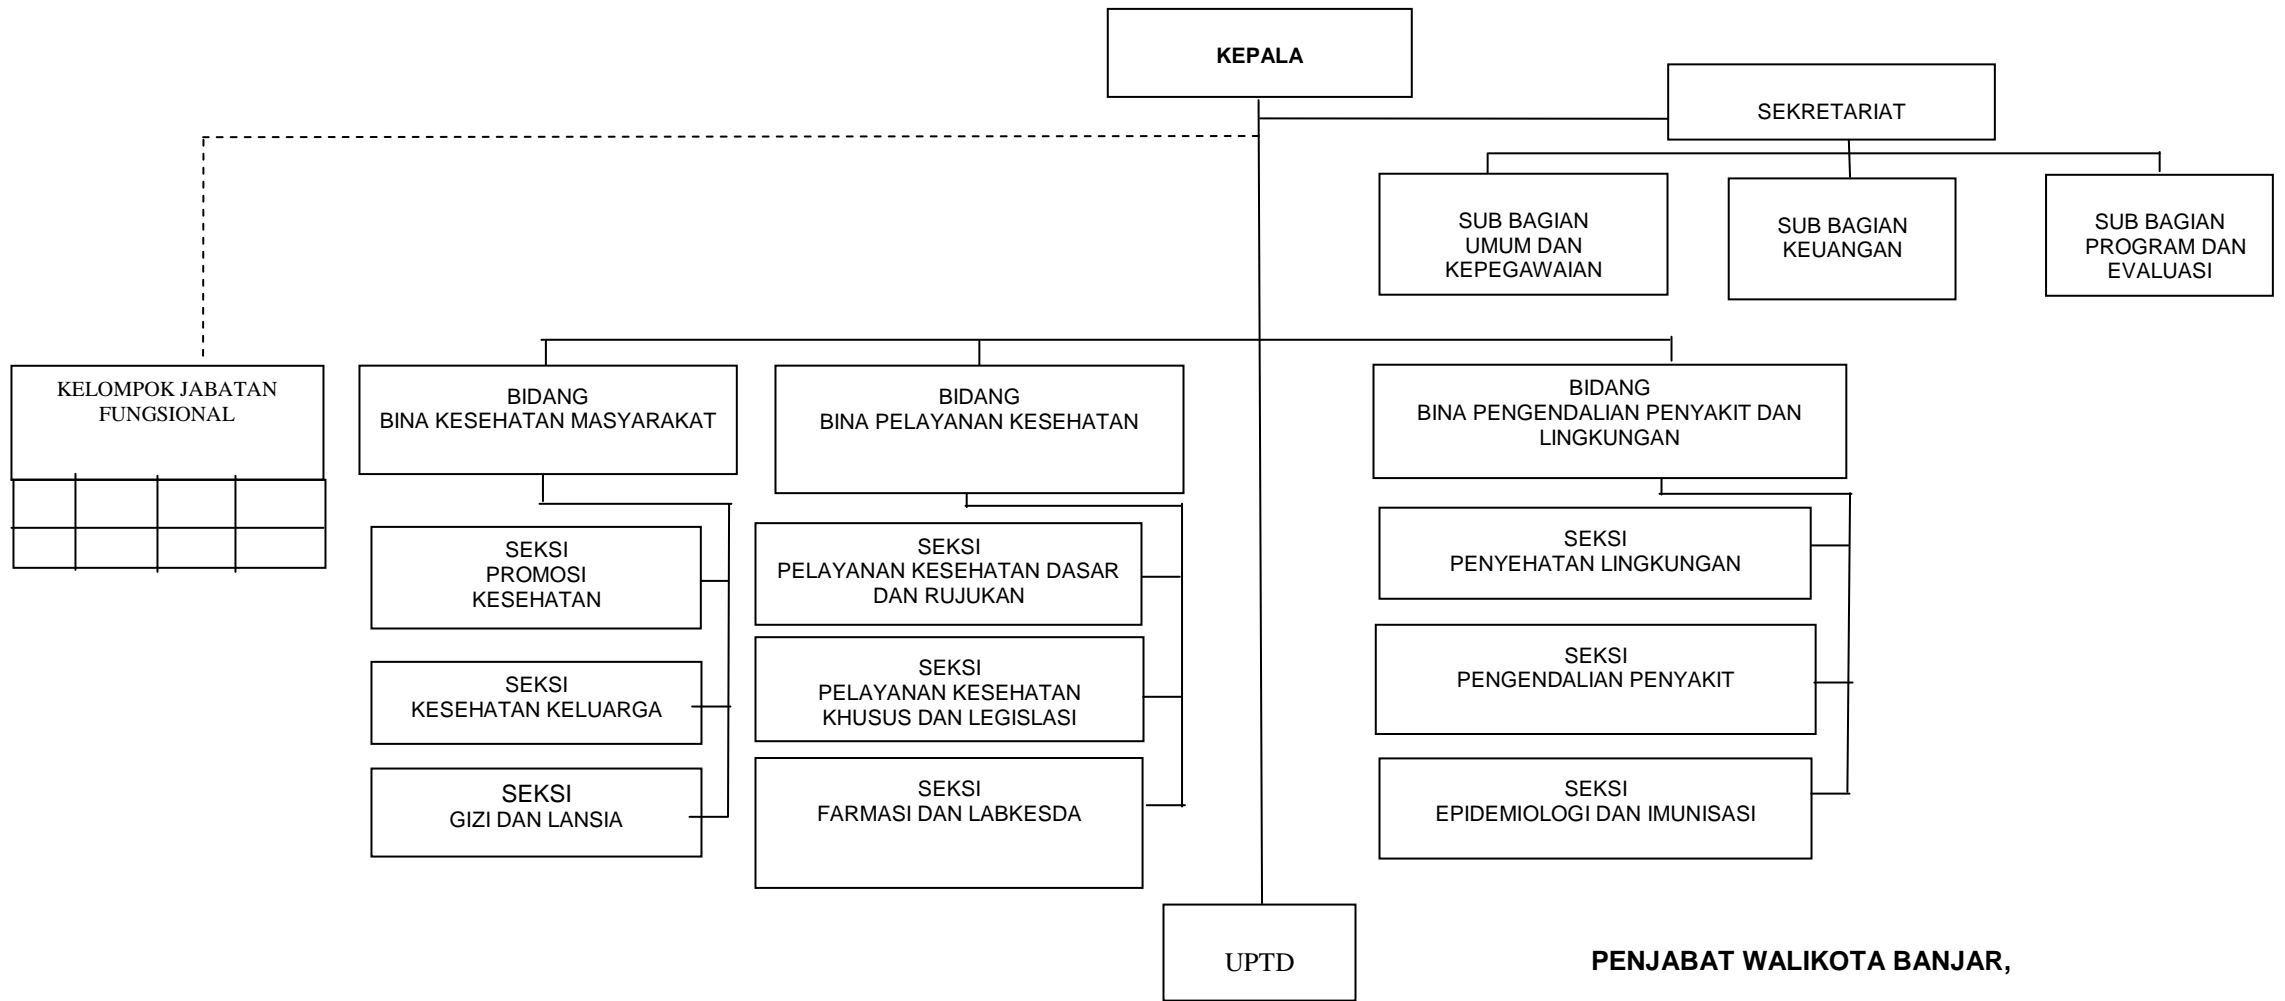 KEPALA
SEKRETARIAT
SUB BAGIAN
UMUM DAN
KEPEGAWAIAN
SUB BAGIAN
KEUANGAN
SUB BAGIAN
PROGRAM DAN
EVALUASI
KELOMPOK JABATAN
FUNGSIONAL
BIDANG
BINA KESEHATAN MASYARAKAT
BIDANG
BINA PELAYANAN KESEHATAN
BIDANG
BINA PENGENDALIAN PENYAKIT DAN
LINGKUNGAN
SEKSI
PROMOSI
KESEHATAN
SEKSI
KESEHATAN KELUARGA
SEKSI
GIZI DAN LANSIA
SEKSI
PELAYANAN KESEHATAN DASAR
DAN RUJUKAN
SEKSI
PELAYANAN KESEHATAN
KHUSUS DAN LEGISLASI
SEKSI
FARMASI DAN LABKESDA
SEKSI
PENYEHATAN LINGKUNGAN
SEKSI
PENGENDALIAN PENYAKIT
SEKSI
EPIDEMIOLOGI DAN IMUNISASI
UPTD
PENJABAT WALIKOTA BANJAR,